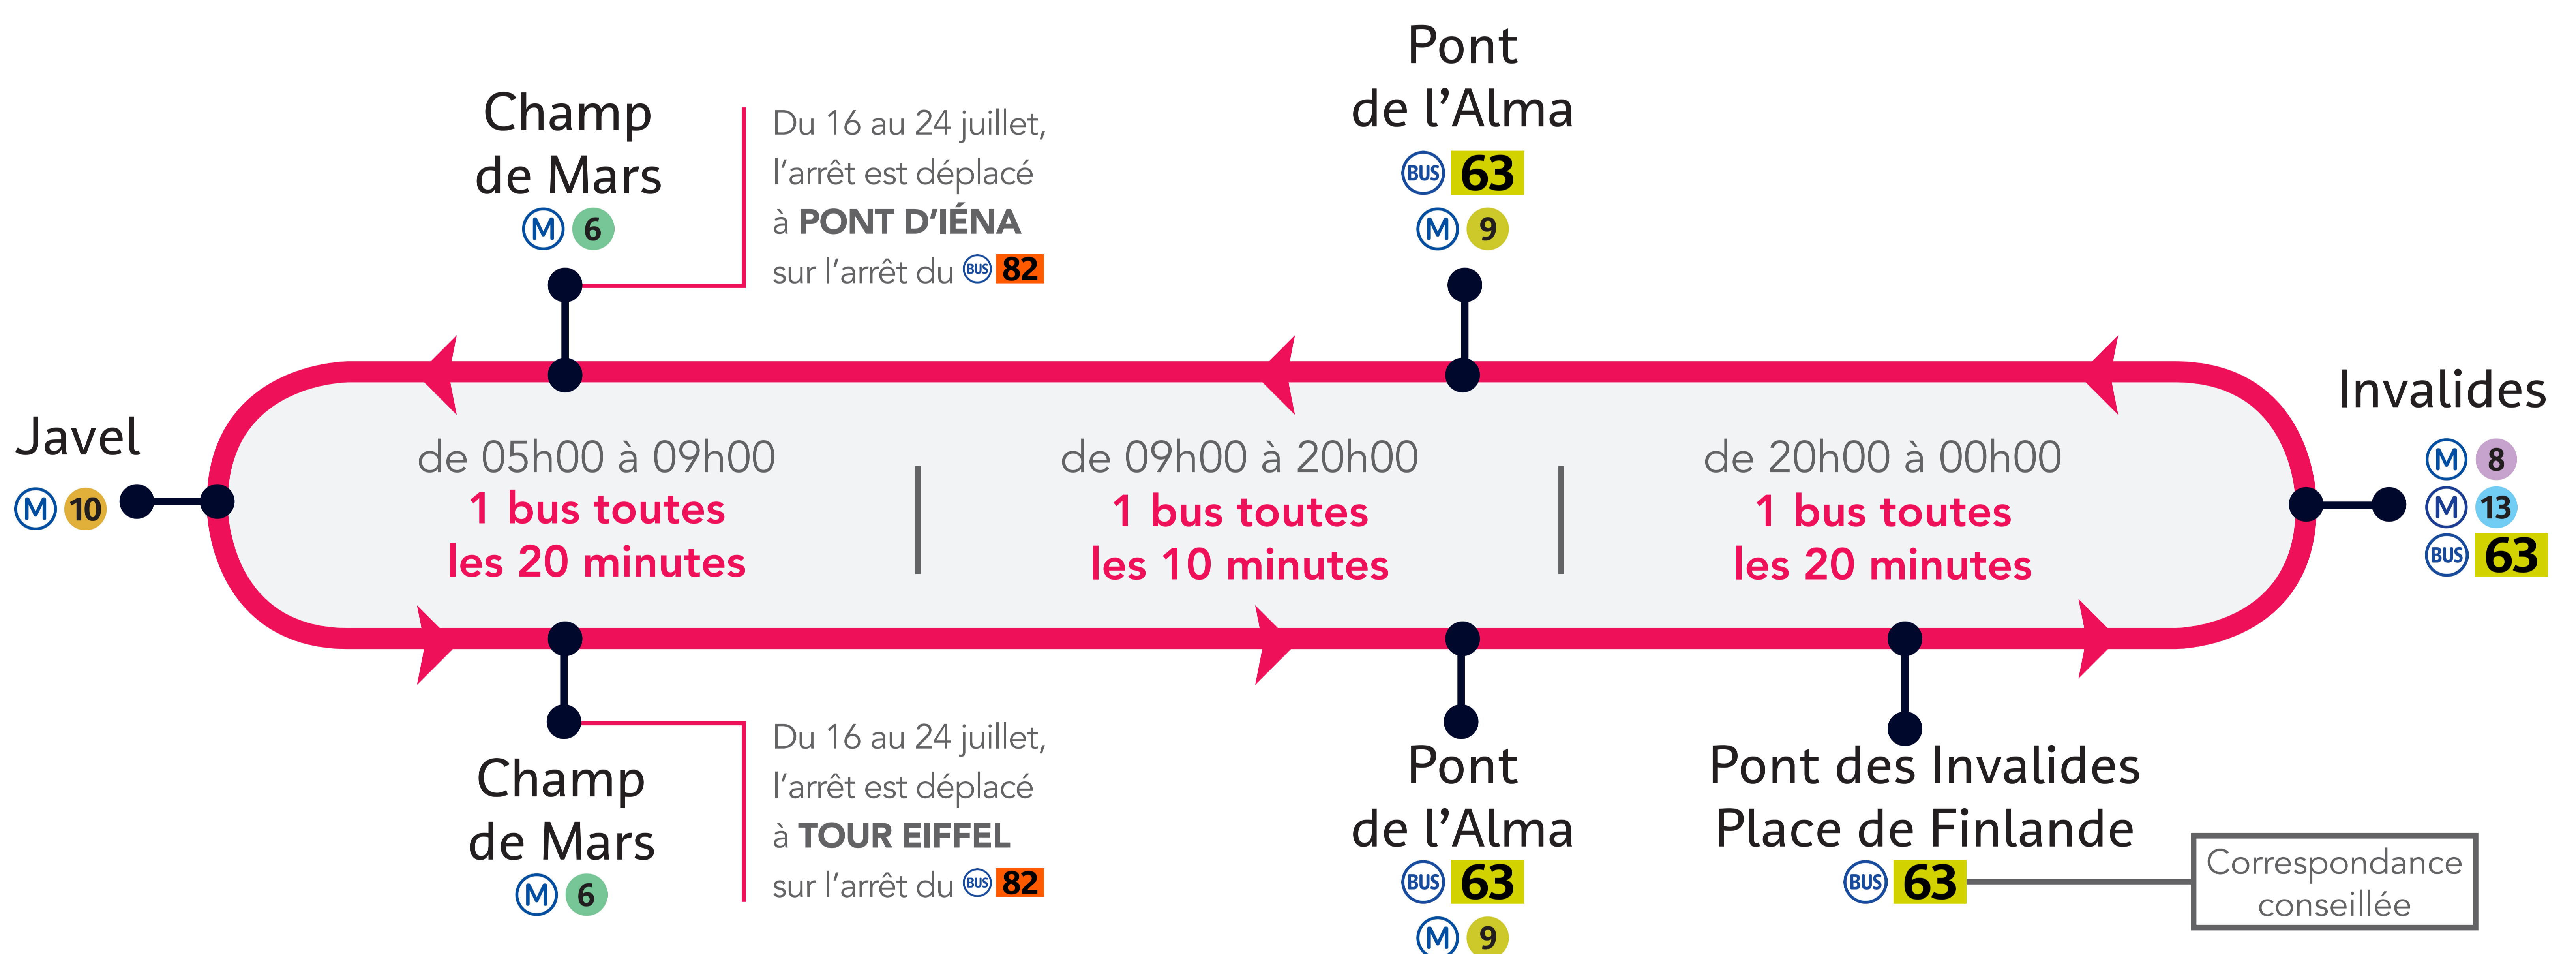 Champ
de Mars
M 6
Du 16 au 24 juillet,
l'arrêt est déplacé
à PONT D'IÉNA
sur l'arrêt du BUS 82
Pont
de l'Alma
BUS 63
M 9
Javel
M 10
de 05h00 à 09h00
1 bus toutes
les 20 minutes
de 09h00 à 20h00
1 bus toutes
les 10 minutes
de 20h00 à 00h00
1 bus toutes
les 20 minutes
Invalides
M 8
M 13
BUS 63
Champ
de Mars
M 6
Du 16 au 24 juillet,
l'arrêt est déplacé
à TOUR EIFFEL
sur l'arrêt du BUS 82
Pont
de l'Alma
BUS 63
M 9
Pont des Invalides
Place de Finlande
BUS 63
Correspondance
conseillée